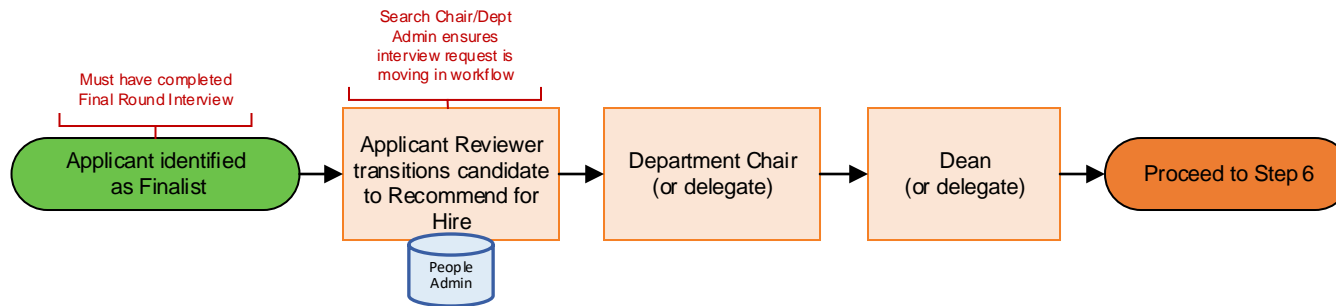 Search Chair/Dept
Admin ensures
interview request is
moving in workflow
Must have completed
Final Round Interview
Applicant identified
as Finalist
Applicant Reviewer
transitions candidate
to Recommend for
Hire
People
Admin
Department Chair
(or delegate)
Dean
(or delegate)
Proceed to Step 6